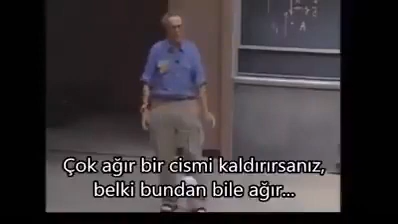 Çok ağır bir cismi kaldırırsanız,
belki bundan bile ağır...